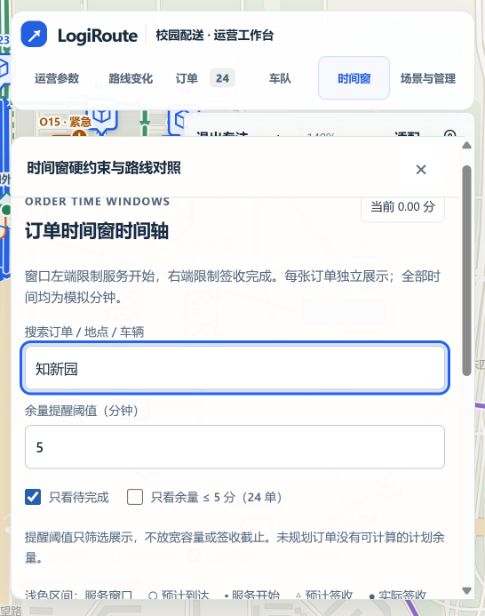 LogiRoute 校园配送 · 运营工作台
运营参数 路线变化 订单 24 车队 时间窗 场景与管理
O15 · 紧急
时间窗硬约束与路线对照 ×
ORDER TIME WINDOWS
当前 0.00 分
订单时间窗时间轴
窗口左端限制服务开始，右端限制签收完成。每张订单独立展示；全部时
间均为模拟分钟。
搜索订单 / 地点 / 车辆
知新园
余量提醒阈值（分钟）
5
只看待完成 只看余量 ≤ 5 分（24 单）
提醒阈值只筛选展示，不放宽容量或签收截止。未规划订单没有可计算的计划余
量。
浅色区间：服务窗口 ○ 预计到达 • 服务开始 △ 预计签收 ● 实际签收